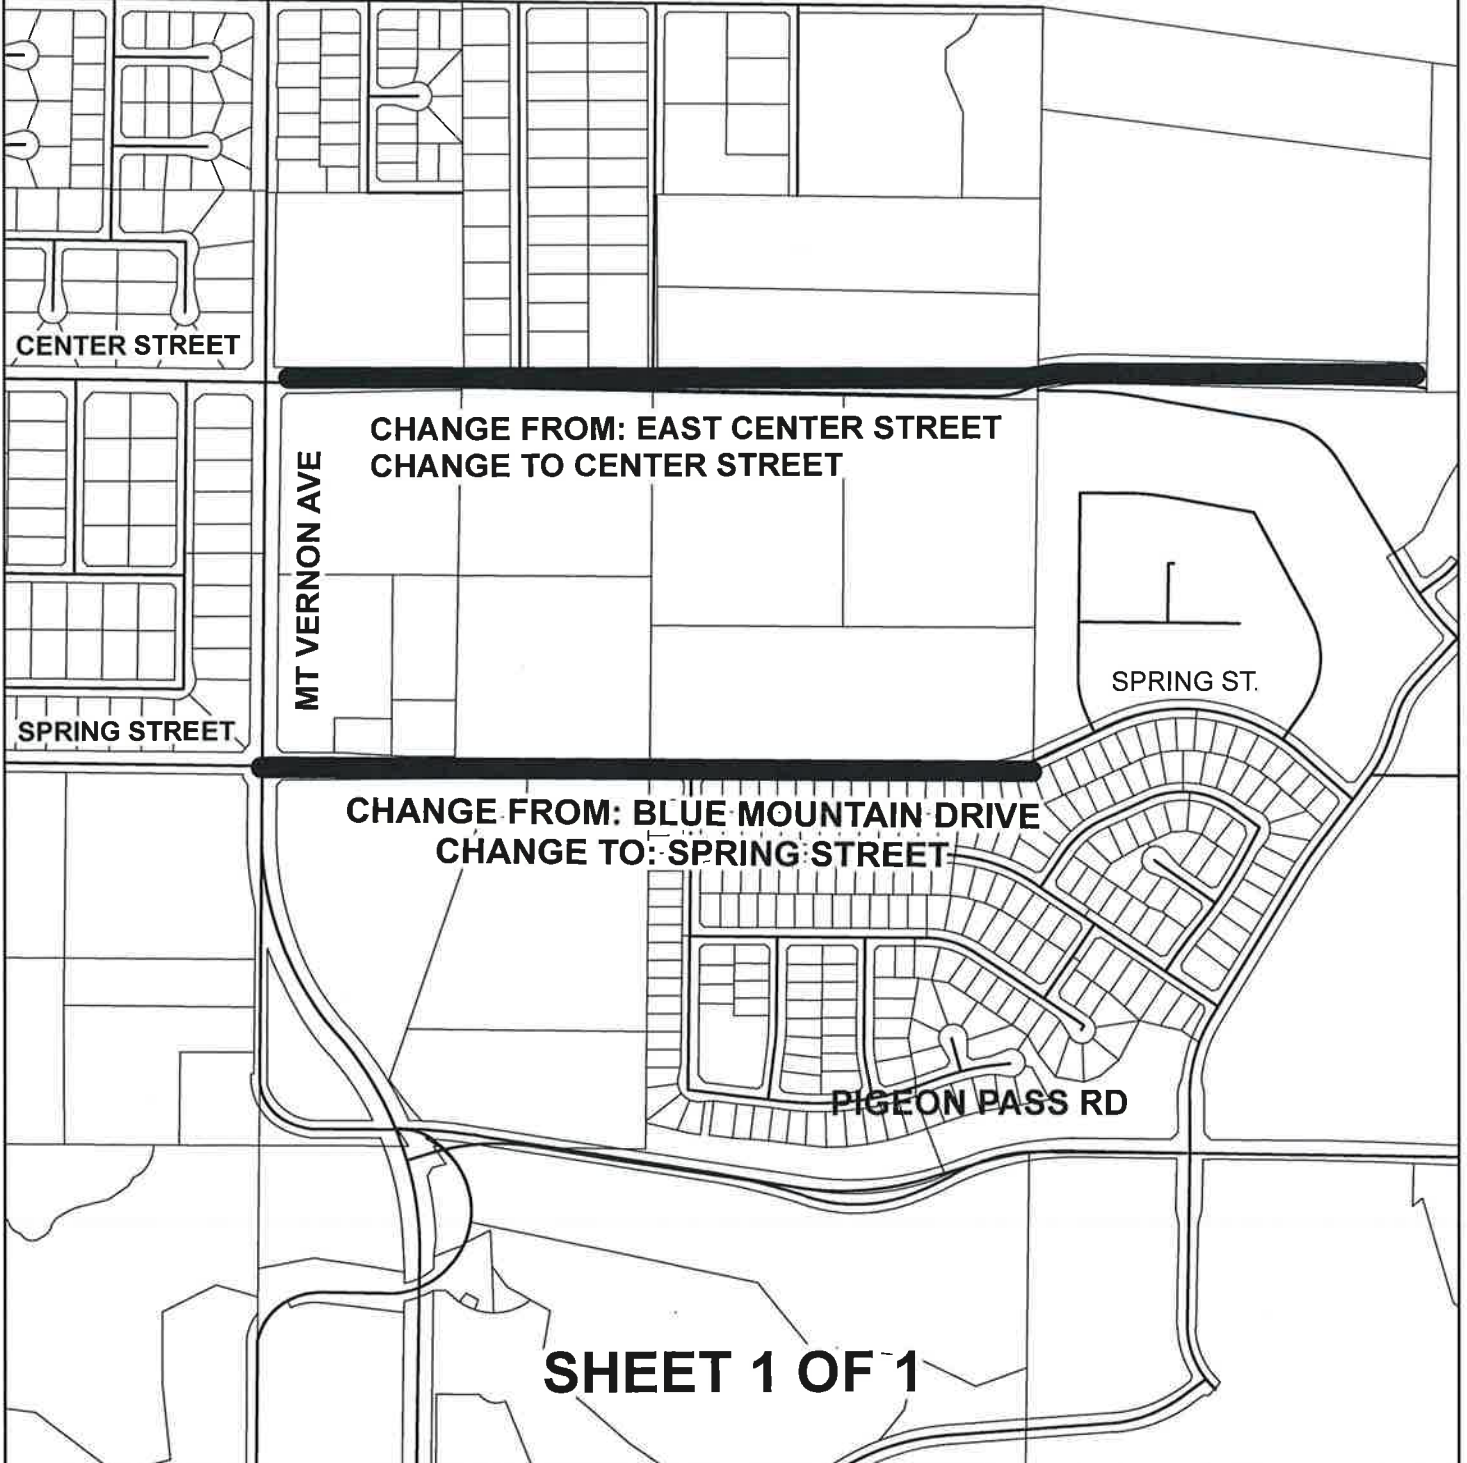 CENTER STREET
CHANGE FROM: EAST CENTER STREET
CHANGE TO CENTER STREET
MT VERNON AVE
SPRING ST.
SPRING STREET
CHANGE FROM: BLUE MOUNTAIN DRIVE
CHANGE TO: SPRING STREET
PIGEON PASS RD
SHEET 1 OF 1